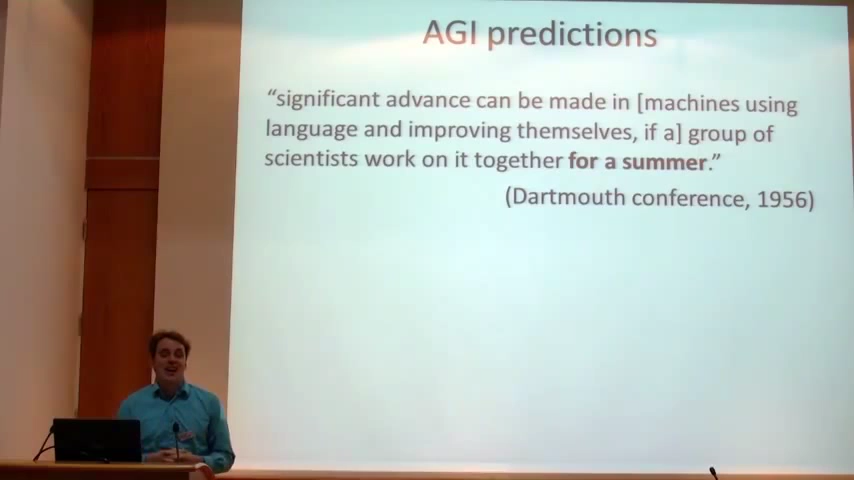 AGI predictions
“significant advance can be made in [machines using
language and improving themselves, if a] group of
scientists work on it together for a summer.”
(Dartmouth conference, 1956)